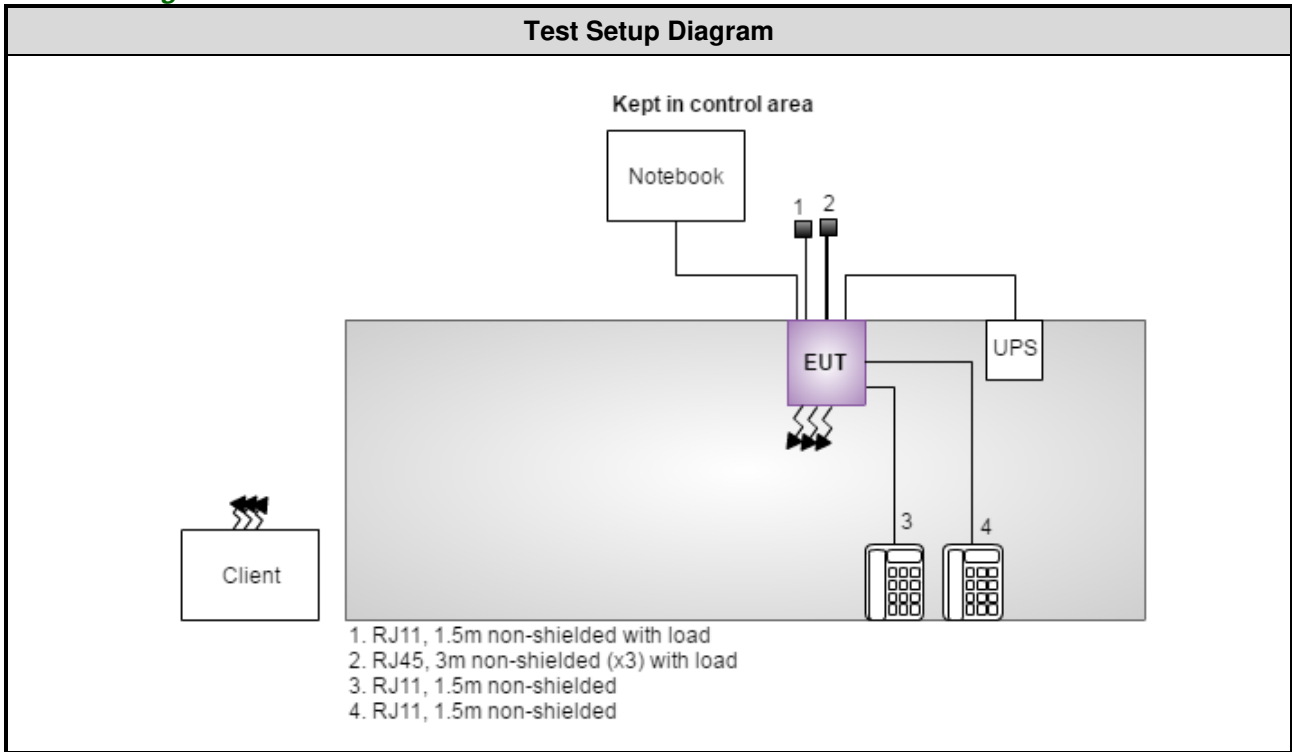 Test Setup Diagram
Kept in control area
Notebook
1 2
EUT
UPS
3
4
Client
1. RJ11, 1.5m non-shielded with load
2. RJ45, 3m non-shielded (x3) with load
3. RJ11, 1.5m non-shielded
4. RJ11, 1.5m non-shielded